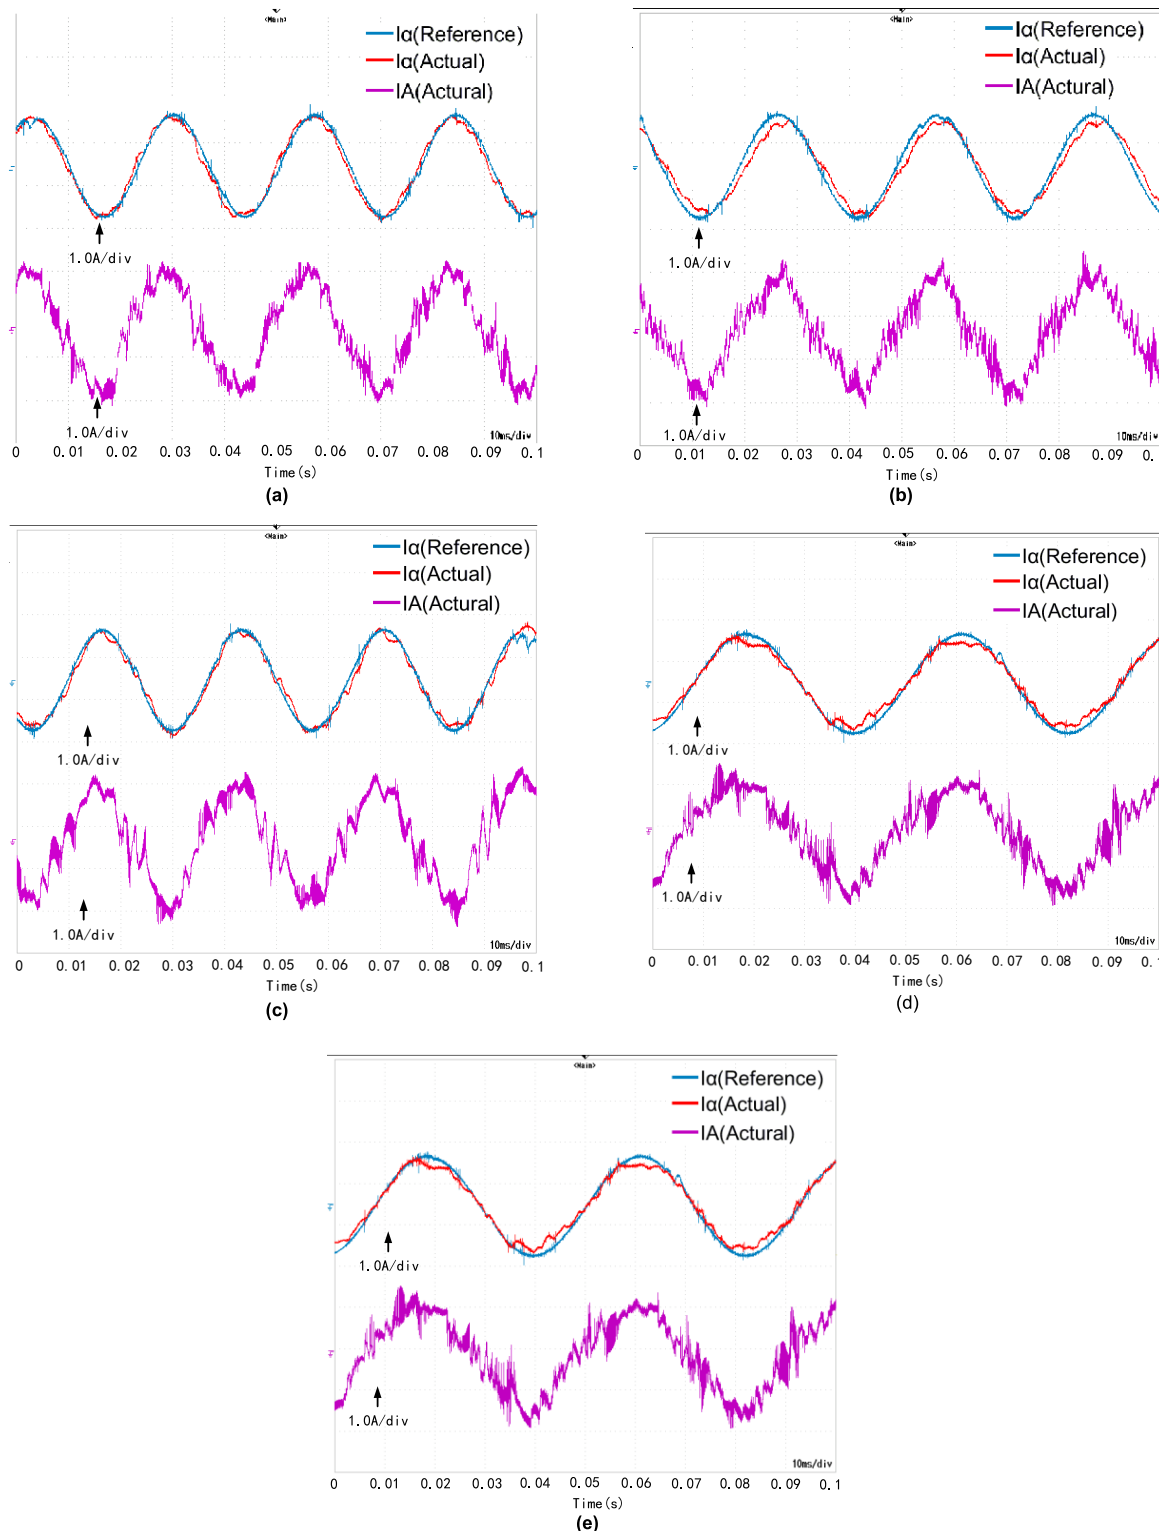 <Main>
Iα(Reference)
Iα(Actual)
IA(Actural)
1.0A/div
1.0A/div
10ms/div
0 0.01 0.02 0.03 0.04 0.05 0.06 0.07 0.08 0.09 0.1
Time(s)
(a)
<Main>
Iα(Reference)
Iα(Actual)
IA(Actural)
1.0A/div
1.0A/div
10ms/div
0 0.01 0.02 0.03 0.04 0.05 0.06 0.07 0.08 0.09 0.
Time(s)
(b)
<Main>
Iα(Reference)
Iα(Actual)
IA(Actural)
1.0A/div
1.0A/div
10ms/div
0 0.01 0.02 0.03 0.04 0.05 0.06 0.07 0.08 0.09 0.1
Time(s)
(c)
<Main>
Iα(Reference)
Iα(Actual)
IA(Actural)
1.0A/div
1.0A/div
10ms/div
0 0.01 0.02 0.03 0.04 0.05 0.06 0.07 0.08 0.09 0.1
Time(s)
(d)
<Main>
Iα(Reference)
Iα(Actual)
IA(Actural)
1.0A/div
1.0A/div
10ms/div
0 0.01 0.02 0.03 0.04 0.05 0.06 0.07 0.08 0.09 0.1
Time(s)
(e)